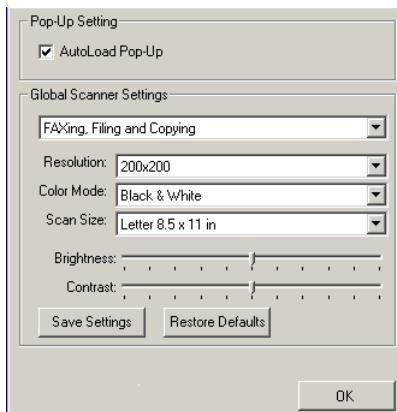 Pop-Up Setting
AutoLoad Pop-Up
Global Scanner Settings
FAXing, Filing and Copying
Resolution: 200x200
Color Mode: Black & White
Scan Size: Letter 8.5 x 11 in
Brightness:
Contrast:
Save Settings Restore Defaults
OK